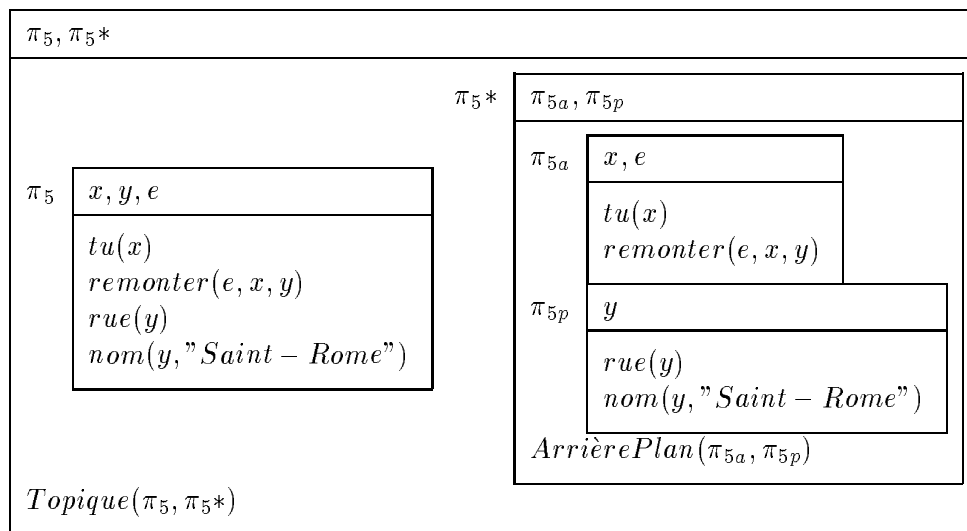 π₅, π₅*
π₅* π₅ₐ, π₅ₚ
π₅ₐ x, e
π₅ x, y, e
tu(x)
remonter(e, x, y)
tu(x)
remonter(e, x, y)
rue(y)
nom(y, "Saint − Rome")
π₅ₚ y
rue(y)
nom(y, "Saint − Rome")
ArrièrePlan(π₅ₐ, π₅ₚ)
Topique(π₅, π₅*)